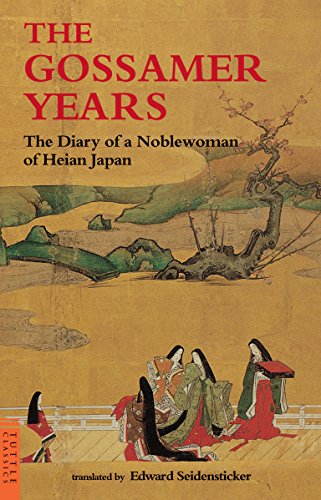 THE
GOSSAMER
YEARS
The Diary of a Noblewoman
of Heian Japan
TUTTLE
CLASSICS
translated by Edward Seidensticker